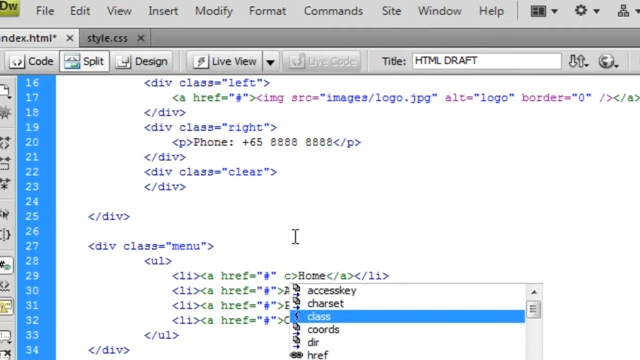 Dw
File Edit View Insert Modify Format Commands Site Window Help
index.html* × style.css ×
Code Split Design Live View Live Code Title: HTML DRAFT
16 <div class="left">
17 <a href="#"><img src="images/logo.jpg" alt="logo" border="0" /></a>
18 </div>
19 <div class="right">
20 <p>Phone: +65 8888 8888</p>
21 </div>
22 <div class="clear">
23 </div>
24
25 </div>
26
27 <div class="menu">
28 <ul>
29 <li><a href="#" c>Home</a></li>
30 <li><a href="#">A
31 <li><a href="#">
32 <li><a href="#">
33 </ul>
34 </div>
accesskey
charset
class
coords
dir
href